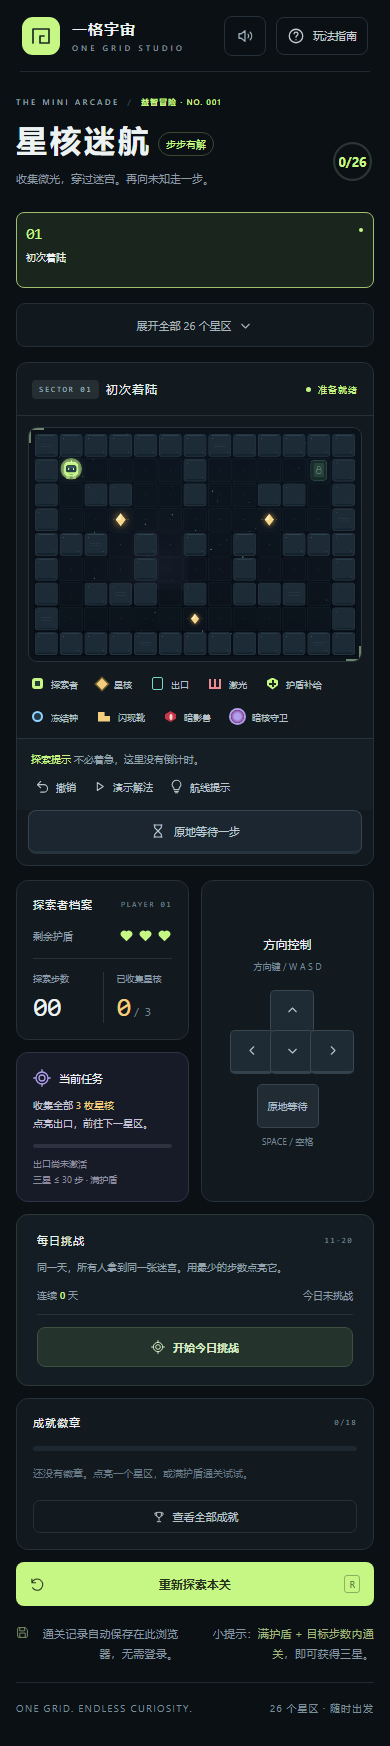 一格宇宙
ONE GRID STUDIO
玩法指南
THE MINI ARCADE / 益智冒险 · NO. 001
星核迷航 步步有解
收集微光，穿过迷宫。再向未知走一步。
0/26
01
初次着陆
展开全部 26 个星区
SECTOR 01 初次着陆 准备就绪
探索者 星核 出口 激光 护盾补给
冻结钟 闪现靴 暗影兽 暗核守卫
探索提示 不必着急，这里没有倒计时。
撤销 演示解法 航线提示
原地等待一步
探索者档案 PLAYER 01
剩余护盾
探索步数 已收集星核
00 0 / 3
当前任务
收集全部 3 枚星核
点亮出口，前往下一星区。
出口尚未激活
三星 ≤ 30 步 · 满护盾
方向控制
方向键 / W A S D
原地等待
SPACE / 空格
每日挑战 11-20
同一天，所有人拿到同一张迷宫。用最少的步数点亮它。
连续 0 天 今日未挑战
开始今日挑战
成就徽章 0/18
还没有徽章。点亮一个星区，或满护盾通关试试。
查看全部成就
重新探索本关 R
通关记录自动保存在此浏览器，无需登录。
小提示：满护盾 + 目标步数内通关，即可获得三星。
ONE GRID. ENDLESS CURIOSITY. 26 个星区 · 随时出发